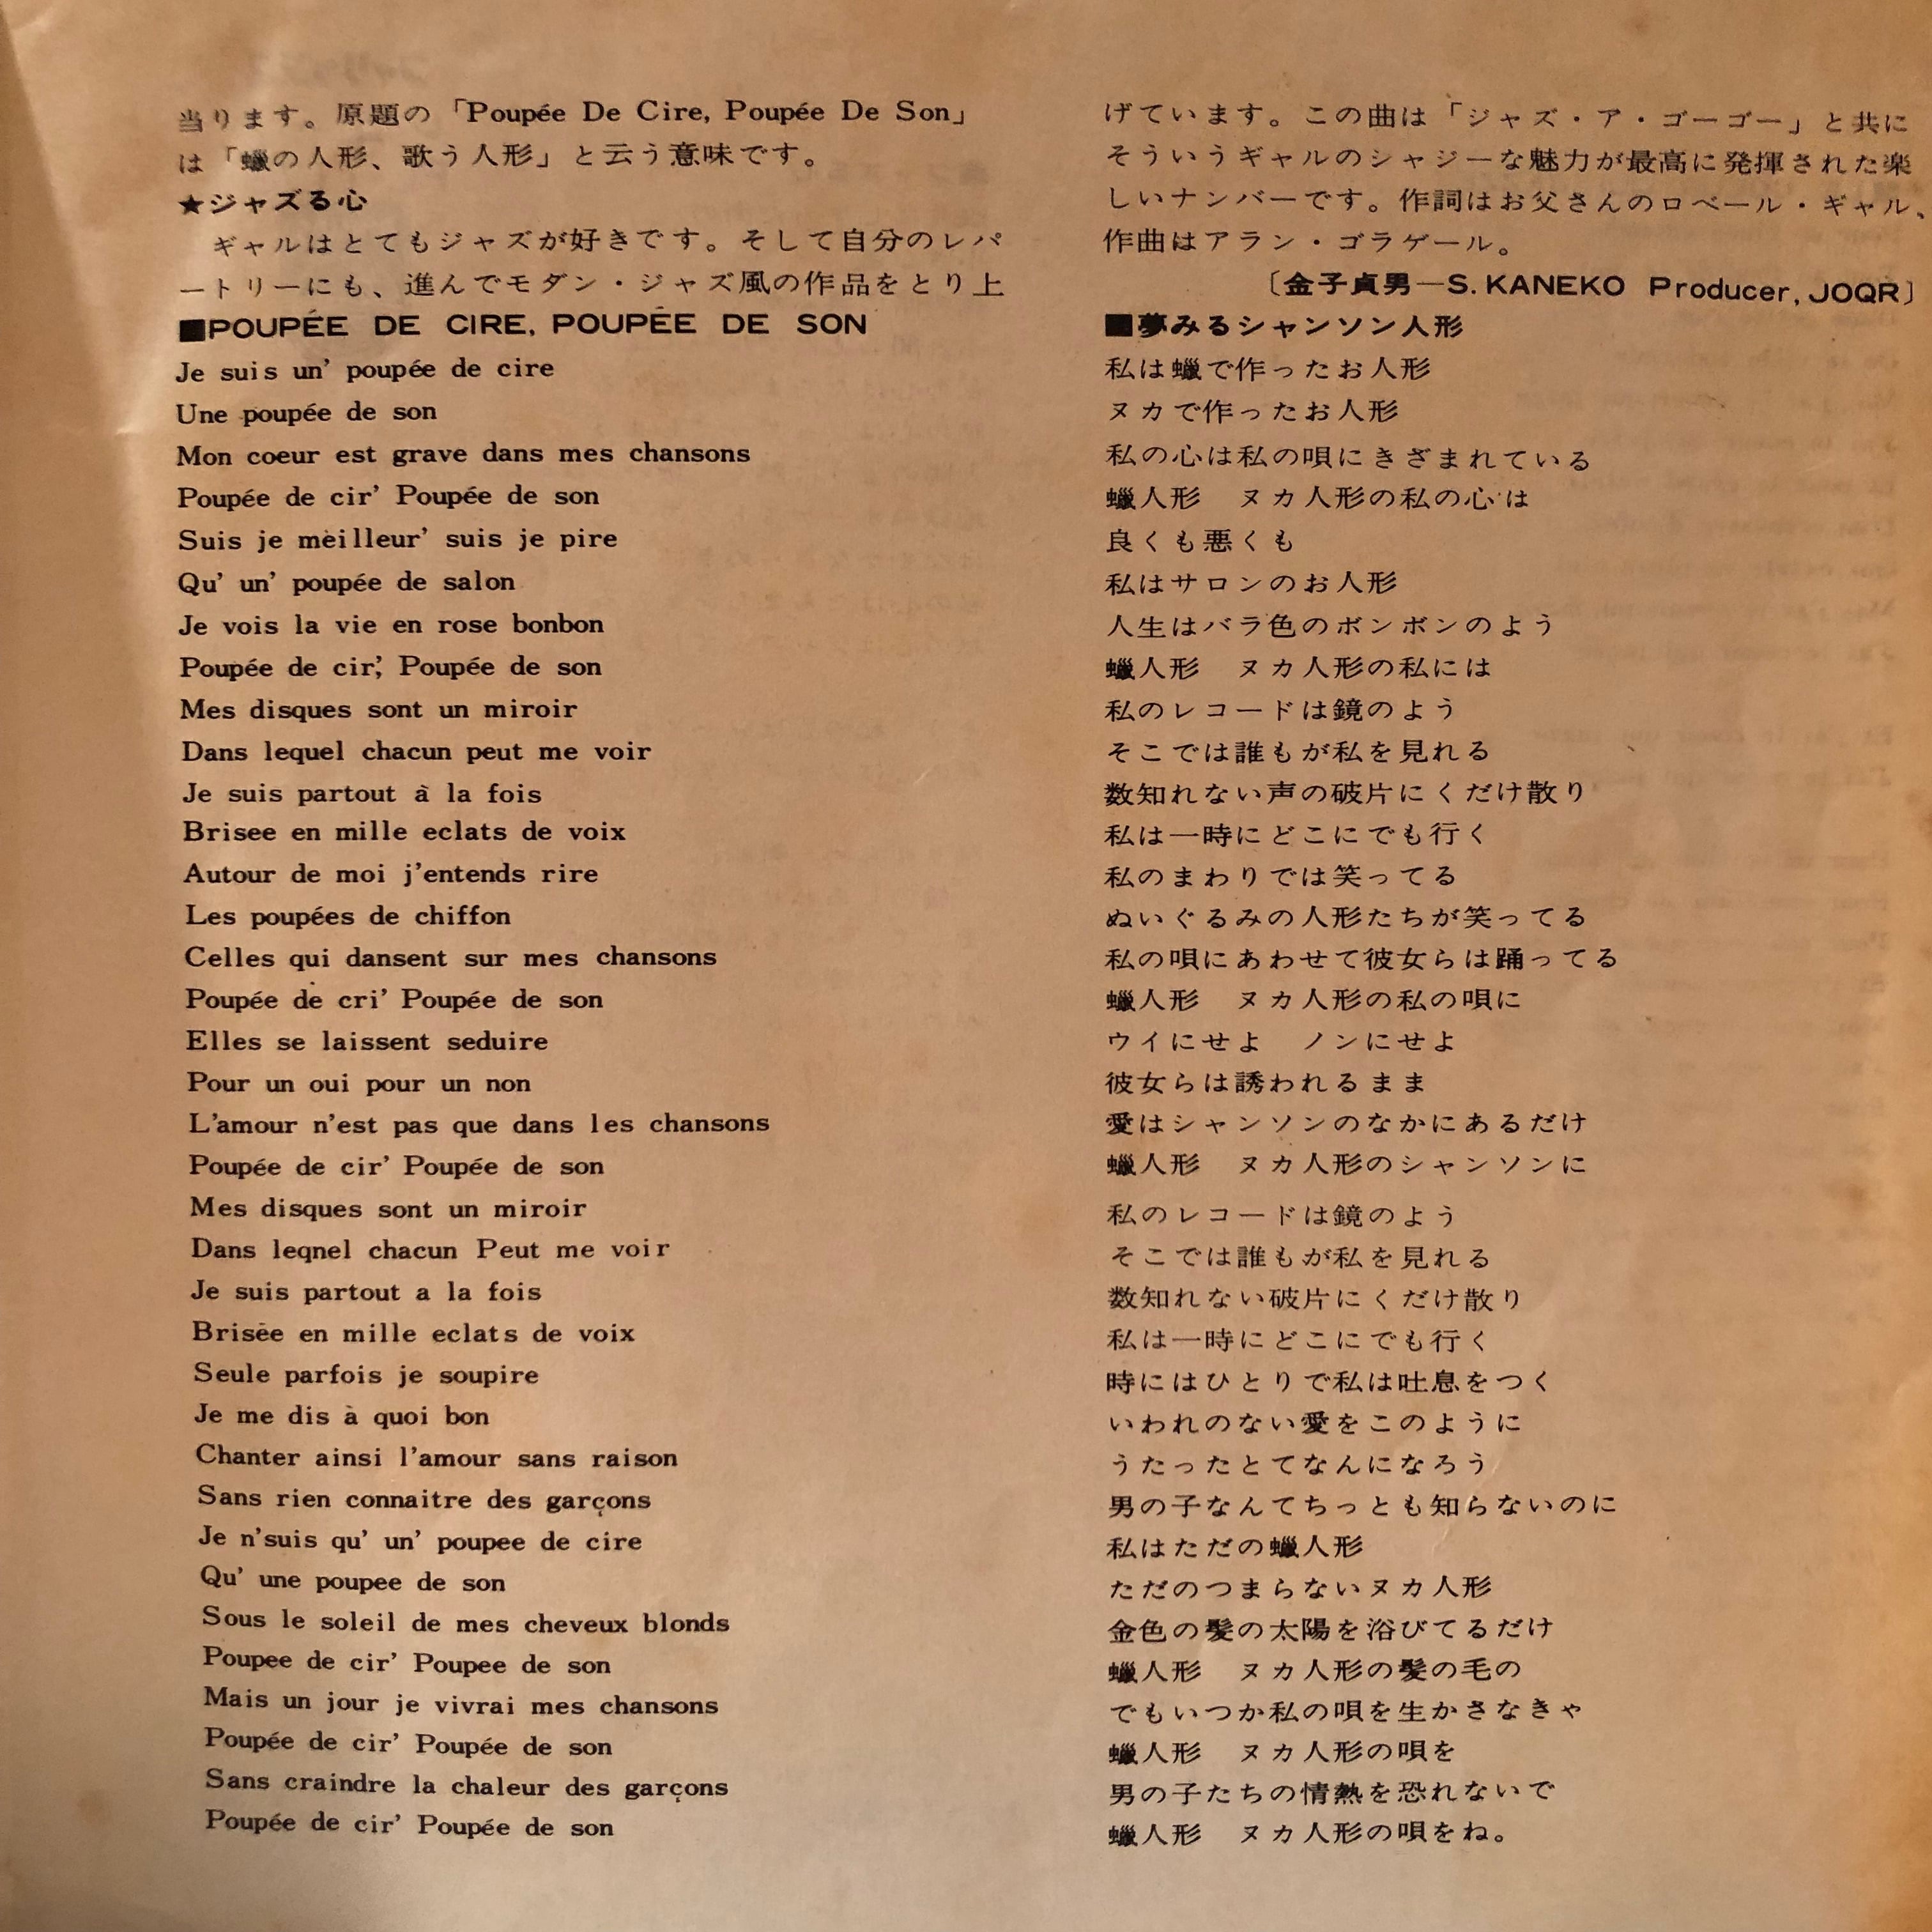 当ります。原題の「Poupée De Cire, Poupée De Son」
は「蠟の人形、歌う人形」と云う意味です。
★ジャズる心
ギャルはとてもジャズが好きです。そして自分のレパ
ートリーにも、進んでモダン・ジャズ風の作品をとり上
げています。この曲は「ジャズ・ア・ゴーゴー」と共に
そういうギャルのシャジーな魅力が最高に発揮された楽
しいナンバーです。作詞はお父さんのロベール・ギャル、
作曲はアラン・ゴラゲール。
〔金子貞男—S. KANEKO Producer, JOQR〕
■POUPÉE DE CIRE, POUPÉE DE SON
Je suis un' poupée de cire
Une poupée de son
Mon coeur est grave dans mes chansons
Poupée de cir' Poupée de son
Suis je meilleur' suis je pire
Qu' un' poupée de salon
Je vois la vie en rose bonbon
Poupée de cir', Poupée de son
Mes disques sont un miroir
Dans lequel chacun peut me voir
Je suis partout à la fois
Brisee en mille eclats de voix
Autour de moi j'entends rire
Les poupées de chiffon
Celles qui dansent sur mes chansons
Poupée de cri' Poupée de son
Elles se laissent seduire
Pour un oui pour un non
L'amour n'est pas que dans les chansons
Poupée de cir' Poupée de son
Mes disques sont un miroir
Dans leqnel chacun Peut me voir
Je suis partout a la fois
Brisée en mille eclats de voix
Seule parfois je soupire
Je me dis à quoi bon
Chanter ainsi l'amour sans raison
Sans rien connaitre des garçons
Je n'suis qu' un' poupee de cire
Qu' une poupee de son
Sous le soleil de mes cheveux blonds
Poupee de cir' Poupee de son
Mais un jour je vivrai mes chansons
Poupée de cir' Poupée de son
Sans craindre la chaleur des garçons
Poupée de cir' Poupée de son
■夢みるシャンソン人形
私は蠟で作ったお人形
ヌカで作ったお人形
私の心は私の唄にきざまれている
蠟人形　ヌカ人形の私の心は
良くも悪くも
私はサロンのお人形
人生はバラ色のボンボンのよう
蠟人形　ヌカ人形の私には
私のレコードは鏡のよう
そこでは誰もが私を見れる
数知れない声の破片にくだけ散り
私は一時にどこにでも行く
私のまわりでは笑ってる
ぬいぐるみの人形たちが笑ってる
私の唄にあわせて彼女らは踊ってる
蠟人形　ヌカ人形の私の唄に
ウイにせよ　ノンにせよ
彼女らは誘われるまま
愛はシャンソンのなかにあるだけ
蠟人形　ヌカ人形のシャンソンに
私のレコードは鏡のよう
そこでは誰もが私を見れる
数知れない破片にくだけ散り
私は一時にどこにでも行く
時にはひとりで私は吐息をつく
いわれのない愛をこのように
うたったとてなんになろう
男の子なんてちっとも知らないのに
私はただの蠟人形
ただのつまらないヌカ人形
金色の髪の太陽を浴びてるだけ
蠟人形　ヌカ人形の髪の毛の
でもいつか私の唄を生かさなきゃ
蠟人形　ヌカ人形の唄を
男の子たちの情熱を恐れないで
蠟人形　ヌカ人形の唄をね。